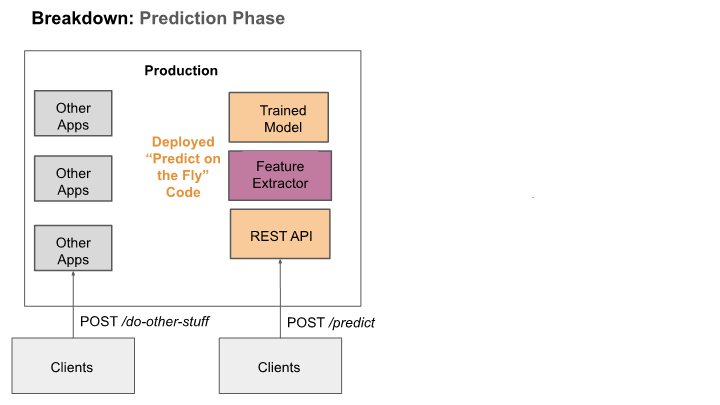 Breakdown: Prediction Phase
Production
Other
Apps
Trained
Model
Deployed
“Predict on
the Fly”
Code
Other
Apps
Feature
Extractor
Other
Apps
REST API
POST /do-other-stuff
POST /predict
Clients
Clients